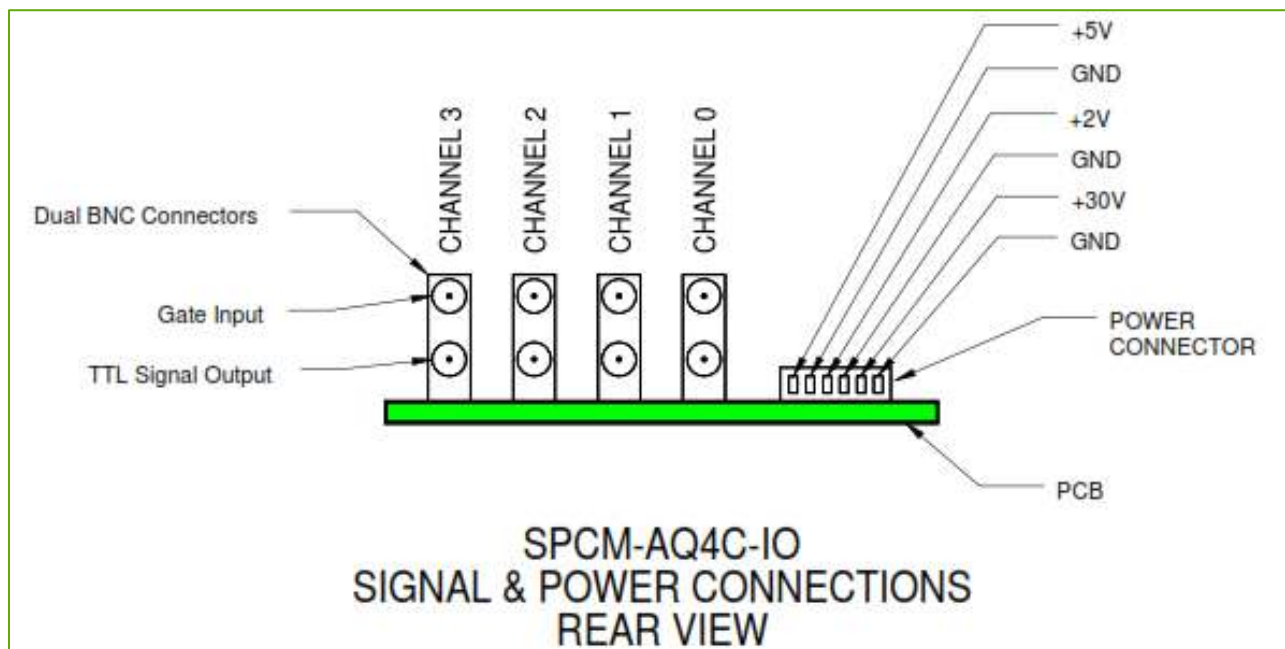 +5V
GND
+2V
GND
+30V
GND
CHANNEL 3
CHANNEL 2
CHANNEL 1
CHANNEL 0
Dual BNC Connectors
Gate Input
TTL Signal Output
POWER
CONNECTOR
PCB
SPCM-AQ4C-IO
SIGNAL & POWER CONNECTIONS
REAR VIEW